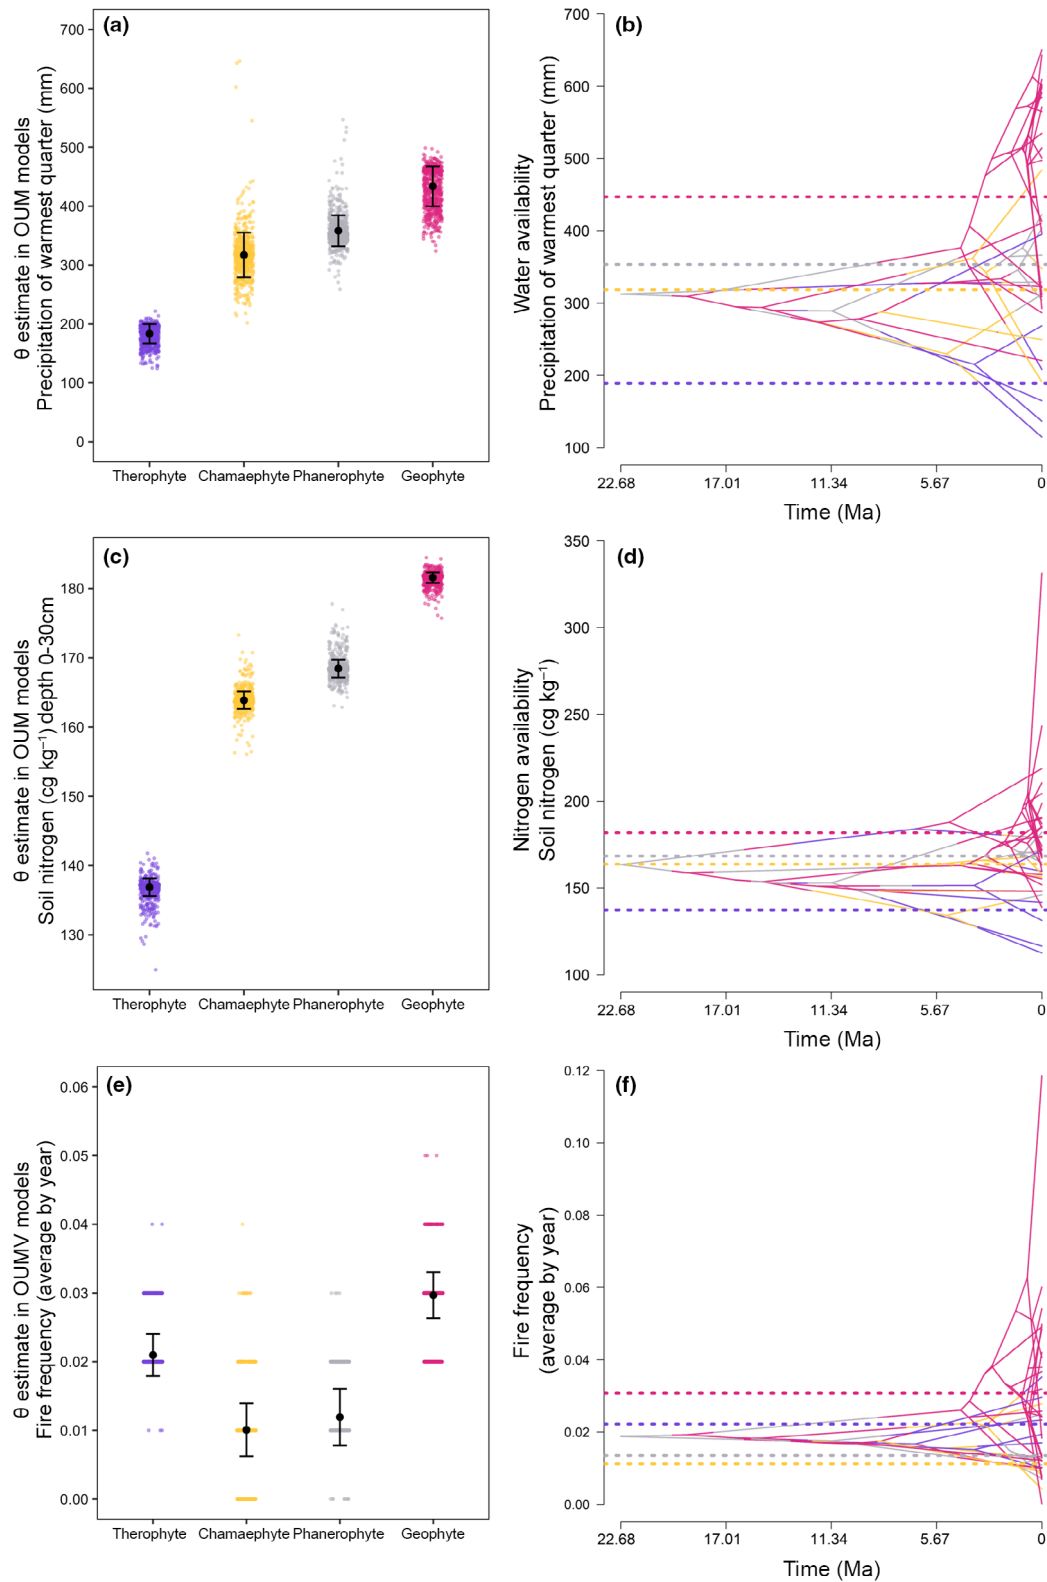 (a)
θ estimate in OUM models
Precipitation of warmest quarter (mm)
700
600
500
400
300
200
100
0
Therophyte Chamaephyte Phanerophyte Geophyte
(b)
Water availability
Precipitation of warmest quarter (mm)
700
600
500
400
300
200
100
22.68 17.01 11.34 5.67 0
Time (Ma)
(c)
θ estimate in OUM models
Soil nitrogen (cg kg⁻¹) depth 0-30cm
180
170
160
150
140
130
Therophyte Chamaephyte Phanerophyte Geophyte
(d)
Nitrogen availability
Soil nitrogen (cg kg⁻¹)
350
300
250
200
150
100
22.68 17.01 11.34 5.67 0
Time (Ma)
(e)
θ estimate in OUMV models
Fire frequency (average by year)
0.06
0.05
0.04
0.03
0.02
0.01
0.00
Therophyte Chamaephyte Phanerophyte Geophyte
(f)
Fire frequency
(average by year)
0.12
0.10
0.08
0.06
0.04
0.02
0.00
22.68 17.01 11.34 5.67 0
Time (Ma)